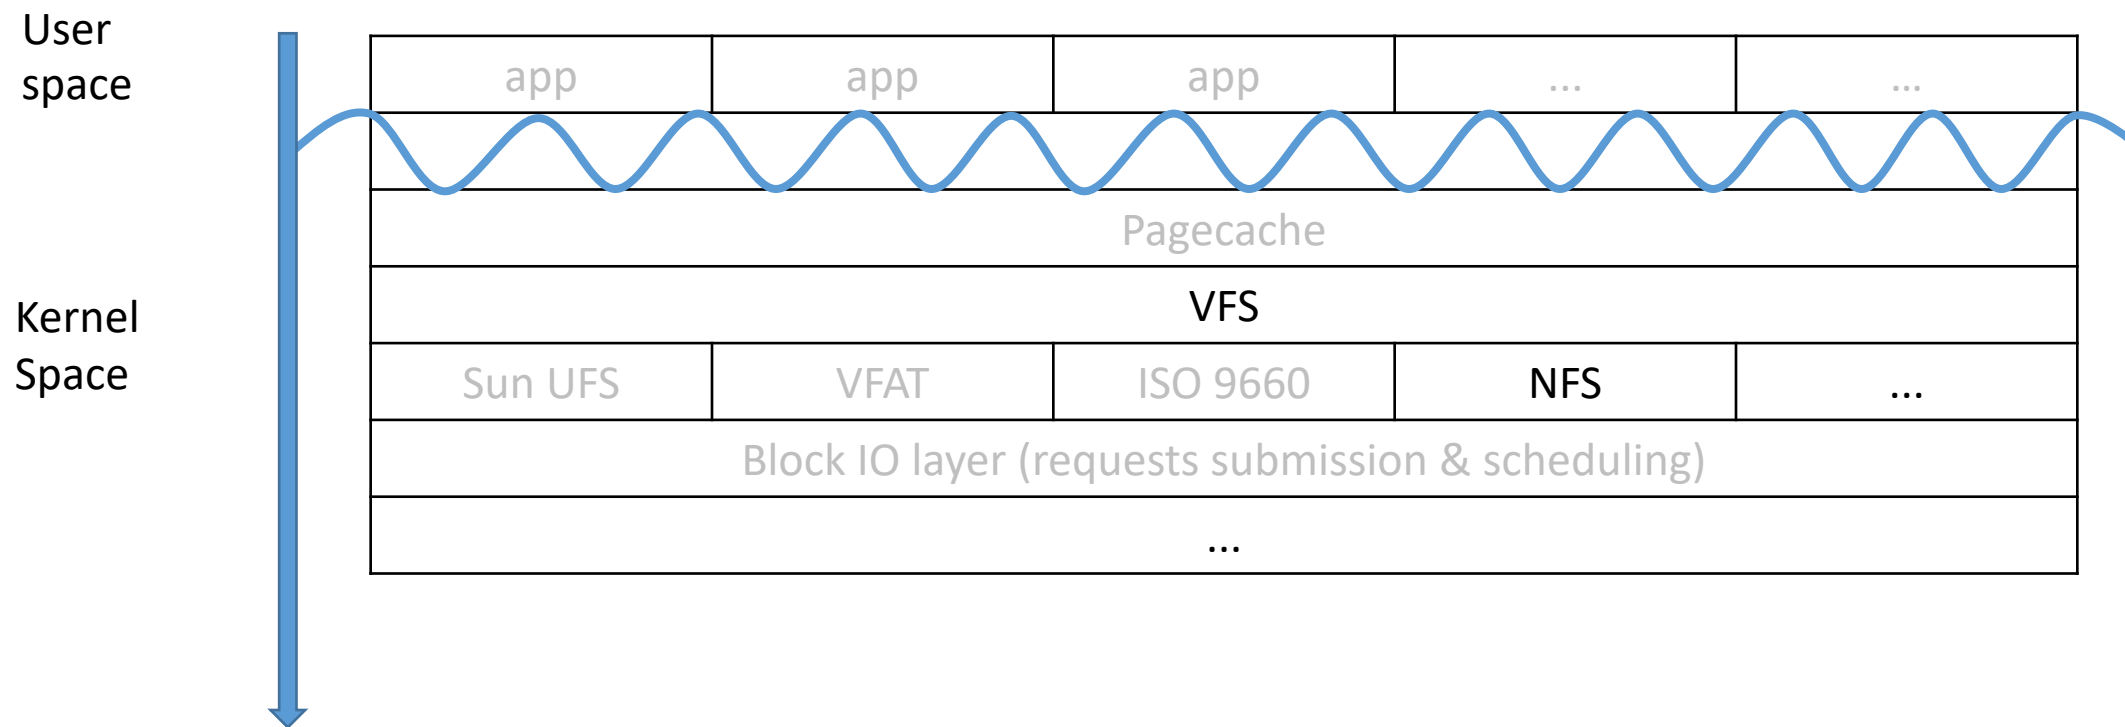 User
space
app app app ... ...
Pagecache
VFS
Kernel
Space
Sun UFS VFAT ISO 9660 NFS ...
Block IO layer (requests submission & scheduling)
...